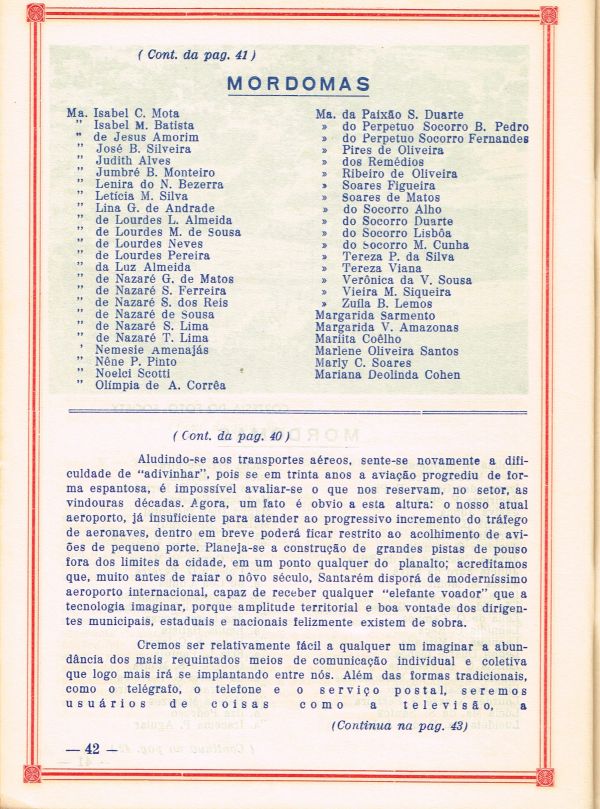 ( Cont. da pag. 41 )
MORDOMAS
Ma. Isabel C. Mota
" Isabel M. Batista
" de Jesus Amorim
" José B. Silveira
" Judith Alves
" Jumbré B. Monteiro
" Lenira do N. Bezerra
" Letícia M. Silva
" Lina G. de Andrade
" de Lourdes L. Almeida
" de Lourdes M. de Sousa
" de Lourdes Neves
" de Lourdes Pereira
" da Luz Almeida
" de Nazaré G. de Matos
" de Nazaré S. Ferreira
" de Nazaré S. dos Reis
" de Nazaré de Sousa
" de Nazaré S. Lima
" de Nazaré T. Lima
' Nemesie Amenajás
" Nêne P. Pinto
" Noelci Scotti
" Olímpia de A. Corrêa
Ma. da Paixão S. Duarte
» do Perpetuo Socorro B. Pedro
» do Perpetuo Socorro Fernandes
» Pires de Oliveira
» dos Remédios
» Ribeiro de Oliveira
» Soares Figueira
» Soares de Matos
» do Socorro Alho
» do Socorro Duarte
» do Socorro Lisbôa
» do Socorro M. Cunha
» Tereza P. da Silva
» Tereza Viana
» Verônica da V. Sousa
» Vieira M. Siqueira
» Zuíla B. Lemos
Margarida Sarmento
Margarida V. Amazonas
Mariita Coêlho
Marlene Oliveira Santos
Marly C. Soares
Mariana Deolinda Cohen
( Cont. da pag. 40 )
Aludindo-se aos transportes aéreos, sente-se novamente a difi-
culdade de "adivinhar", pois se em trinta anos a aviação progrediu de for-
ma espantosa, é impossível avaliar-se o que nos reservam, no setor, as
vindouras décadas. Agora, um fato é obvio a esta altura: o nosso atual
aeroporto, já insuficiente para atender ao progressivo incremento do tráfego
de aeronaves, dentro em breve poderá ficar restrito ao acolhimento de avi-
ões de pequeno porte. Planeja-se a construção de grandes pistas de pouso
fora dos limites da cidade, em um ponto qualquer do planalto; acreditamos
que, muito antes de raiar o nôvo século, Santarém disporá de moderníssimo
aeroporto internacional, capaz de receber qualquer "elefante voador" que a
tecnologia imaginar, porque amplitude territorial e boa vontade dos dirigen-
tes municipais, estaduais e nacionais felizmente existem de sobra.
Cremos ser relativamente fácil a qualquer um imaginar a abun-
dância dos mais requintados meios de comunicação individual e coletiva
que logo mais irá se implantando entre nós. Além das formas tradicionais,
como o telégrafo, o telefone e o serviço postal, seremos
usuários de coisas como a televisão, a
(Continua na pag. 43)
— 42 —